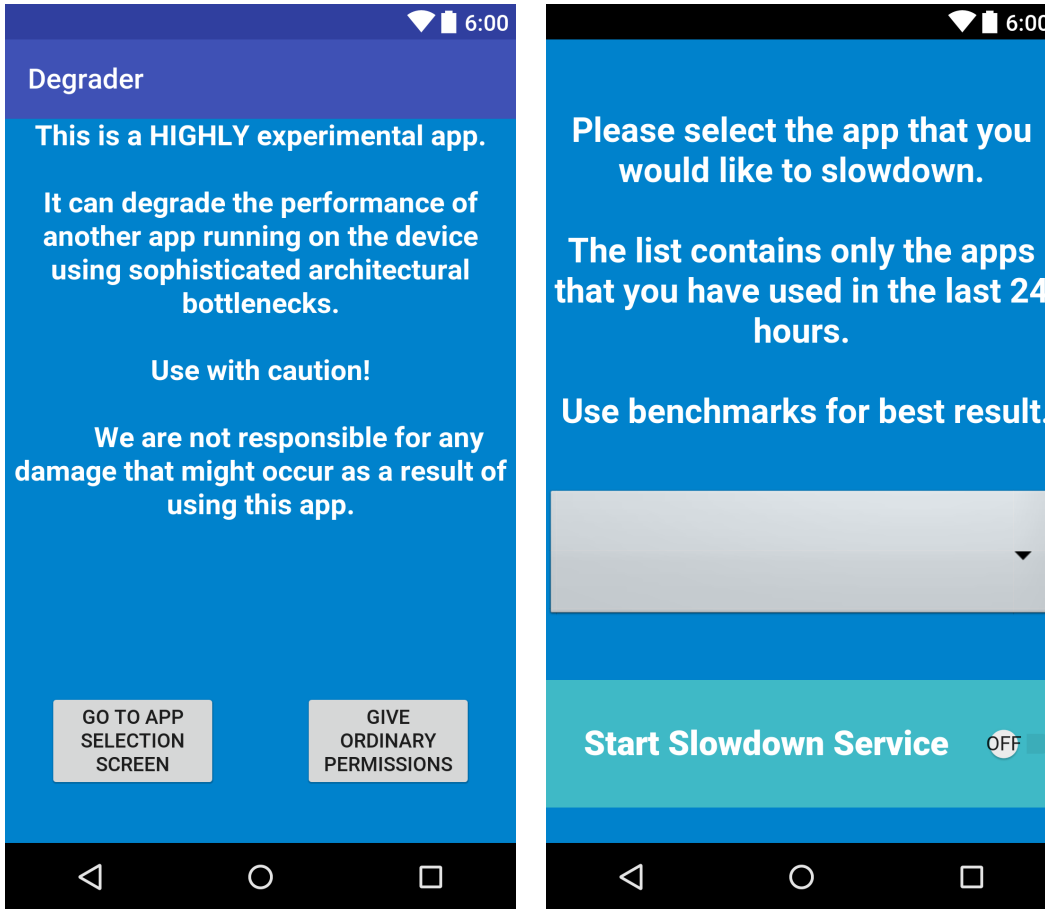 6:00
Degrader
This is a HIGHLY experimental app.
It can degrade the performance of
another app running on the device
using sophisticated architectural
bottlenecks.
Use with caution!
We are not responsible for any
damage that might occur as a result of
using this app.
GO TO APP
SELECTION
SCREEN
GIVE
ORDINARY
PERMISSIONS
6:00
Please select the app that you
would like to slowdown.
The list contains only the apps
that you have used in the last 24
hours.
Use benchmarks for best result.
Start Slowdown Service
OFF